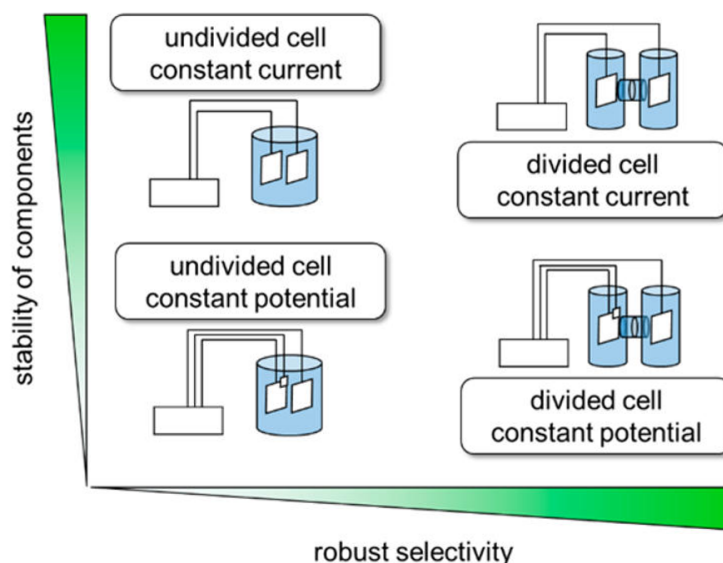 undivided cell
constant current
divided cell
constant current
undivided cell
constant potential
divided cell
constant potential
stability of components
robust selectivity